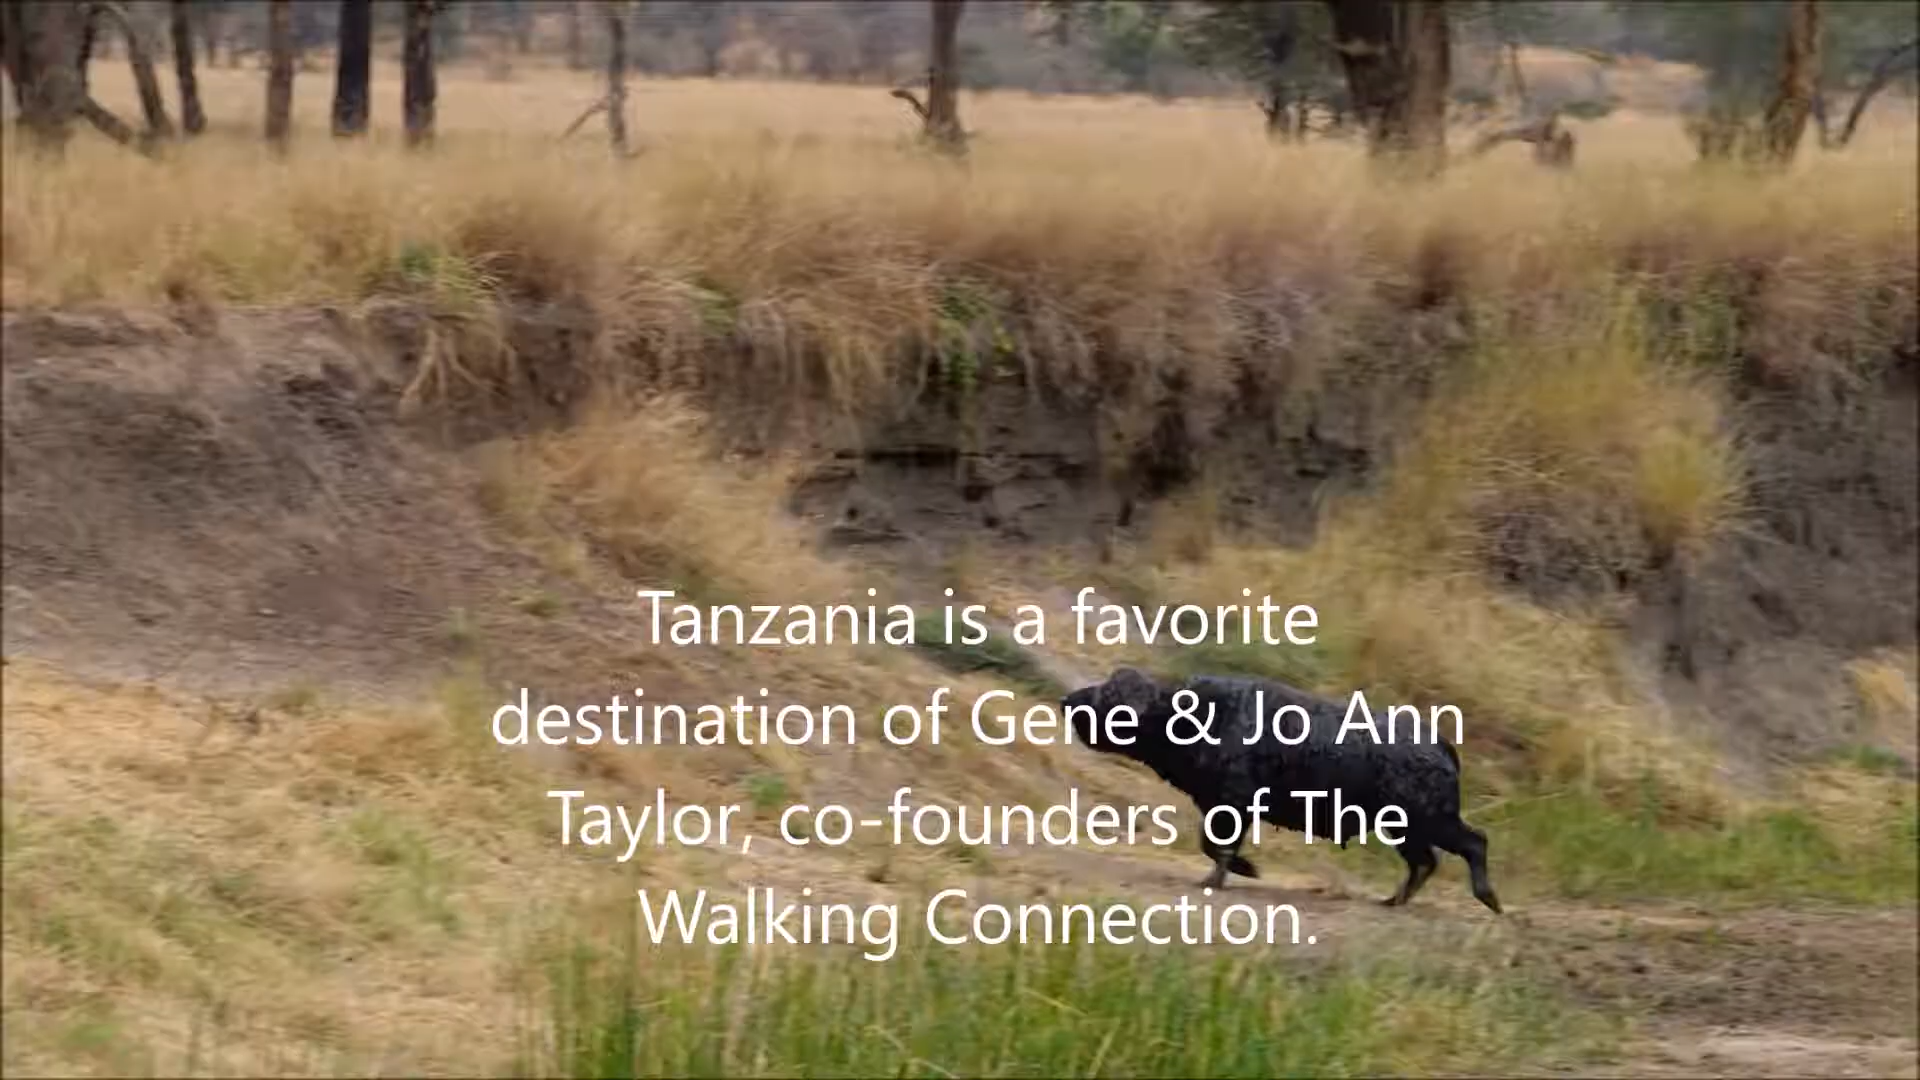 Tanzania is a favorite
destination of Gene & Jo Ann
Taylor, co-founders of The
Walking Connection.